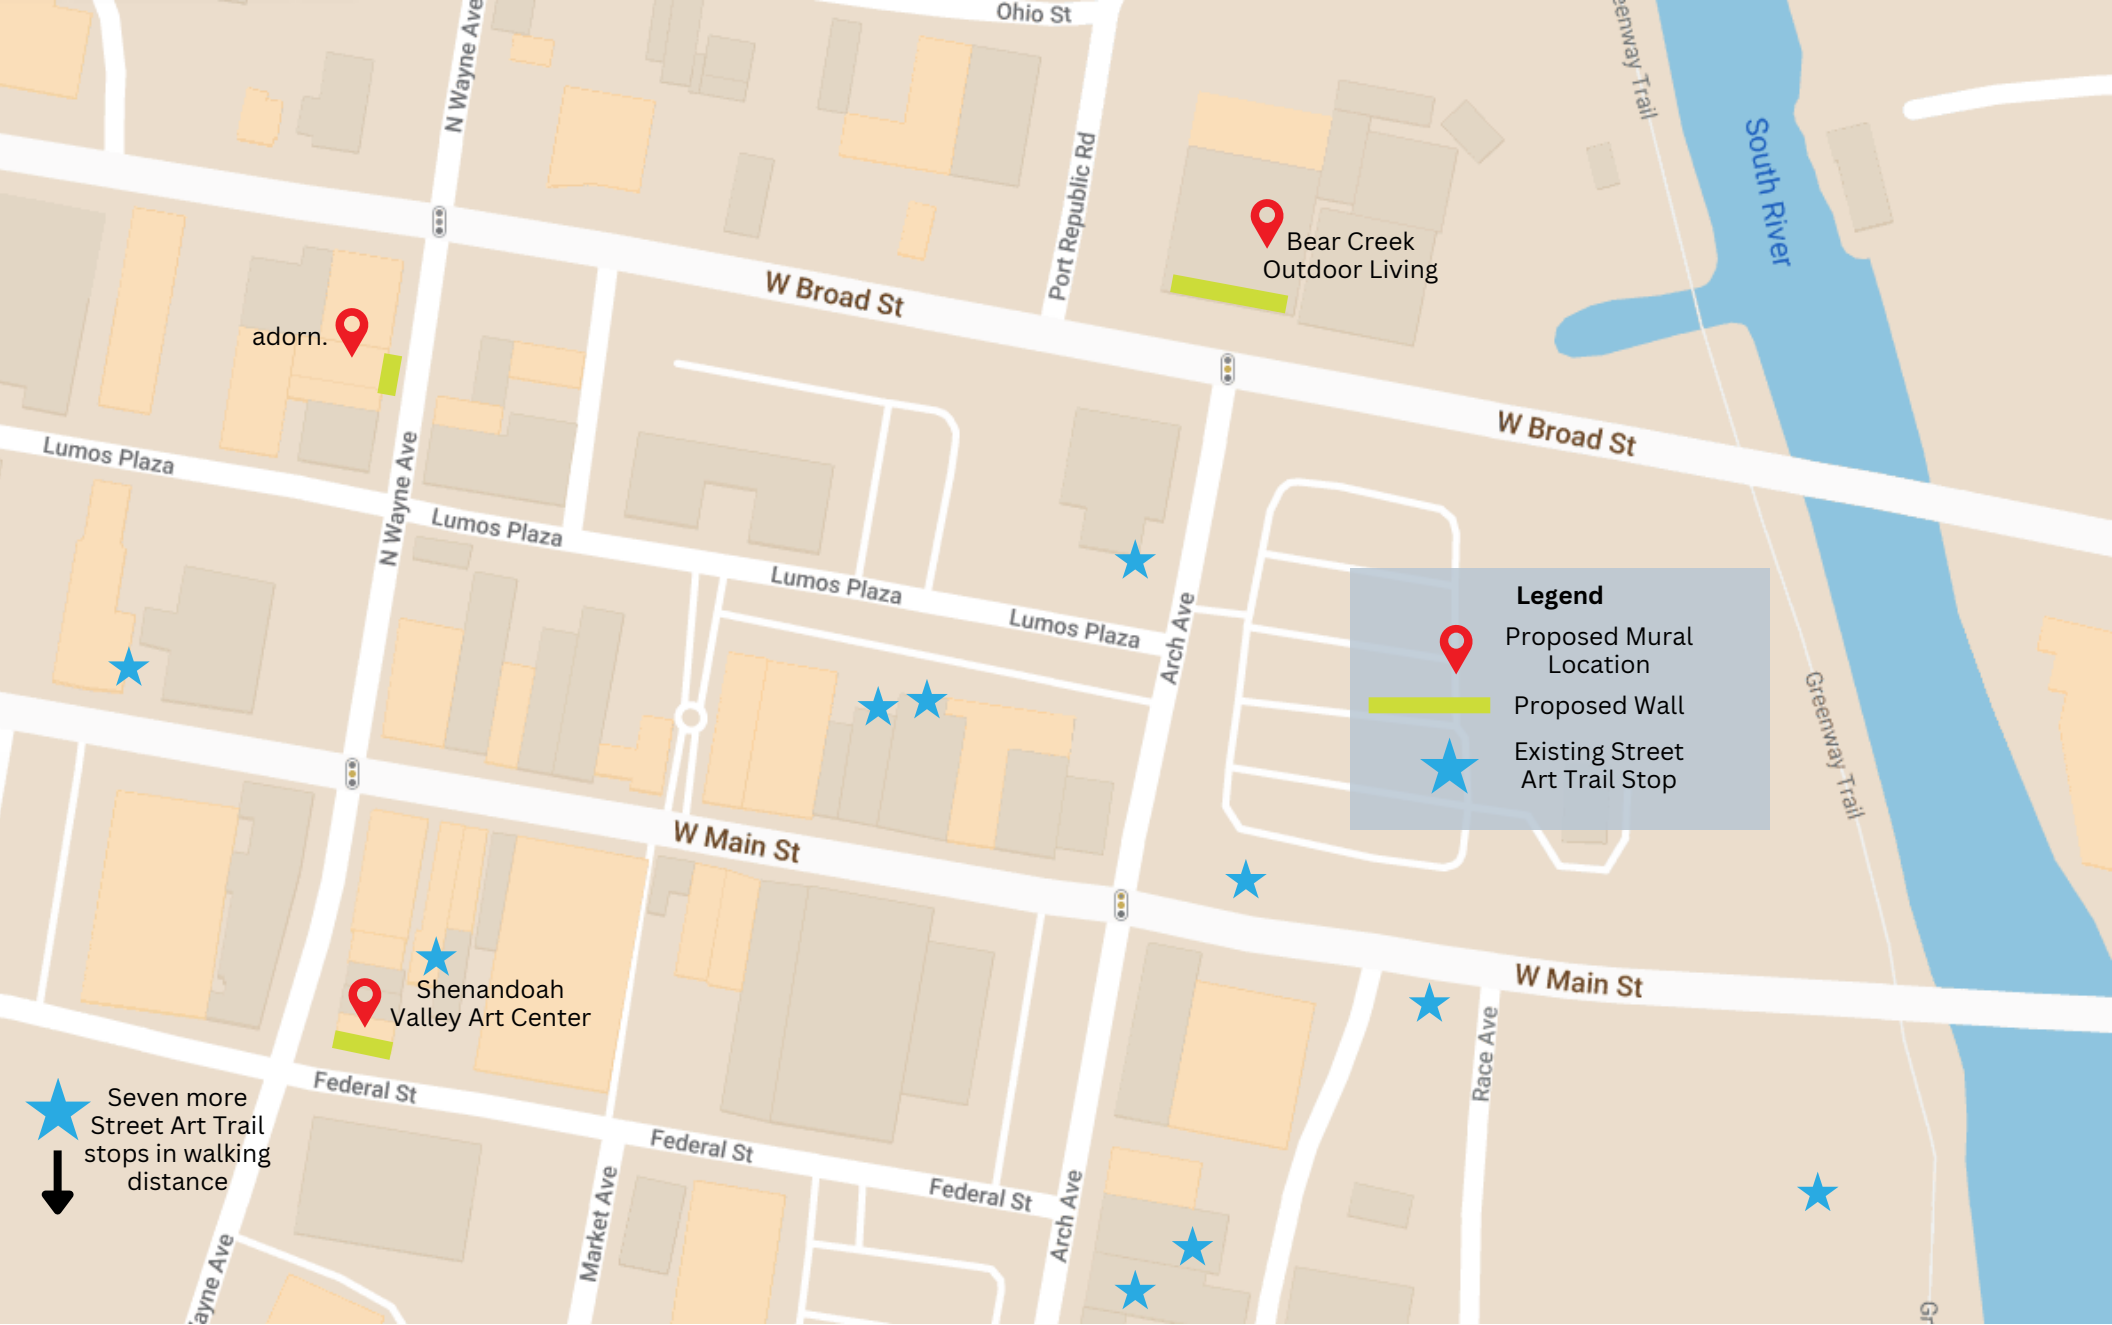 Ohio St
N Wayne Ave
eenway Trail
South River
Port Republic Rd
Bear Creek
Outdoor Living
W Broad St
adorn.
W Broad St
Lumos Plaza
N Wayne Ave
Lumos Plaza
Lumos Plaza
Lumos Plaza
Arch Ave
Legend
Proposed Mural
Location
Proposed Wall
Existing Street
Art Trail Stop
Greenway Trail
W Main St
W Main St
Shenandoah
Valley Art Center
Race Ave
Federal St
Seven more
Street Art Trail
stops in walking
distance
Federal St
Federal St
Market Ave
Arch Ave
ayne Ave
Gr